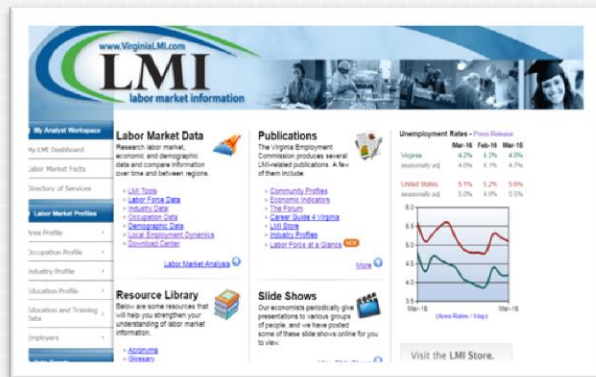 www.VirginiaLMI.com
LMI
labor market information
My Analyst Workspace
My LMI Dashboard
Labor Market Facts
Directory of Services
Labor Market Profiles
Area Profile
Occupation Profile
Industry Profile
Education Profile
Education and Training
Data
Employers
Labor Market Data
Research labor market,
economic and demographic
data and compare information
over time and between regions.
LMI Tools
Labor Force Data
Industry Data
Occupation Data
Demographic Data
Local Employment Dynamics
Download Center
Labor Market Analysis
Resource Library
Below are some resources that
will help you strengthen your
understanding of labor market
information.
Acronyms
Glossary
Publications
The Virginia Employment
Commission produces several
LMI-related publications. A few
of them include:
Community Profiles
Economic Indicators
The Forum
Career Guide 4 Virginia
LMI Store
Industry Profiles
Labor Force at a Glance NEW
More
Slide Shows
Our economists periodically give
presentations to various groups
of people, and we have posted
some of these slide shows online for you
to view.
Unemployment Rates - Press Release
Mar-16 Feb-16 Mar-15
Virginia 4.2% 4.2% 4.8%
seasonally adj. 4.0% 4.1% 4.7%
United States 5.1% 5.2% 5.6%
seasonally adj. 5.0% 4.9% 5.5%
6.0
5.5
5.0
4.5
4.0
3.5
Mar-15
(Area Rates / Map)
Visit the LMI Store.